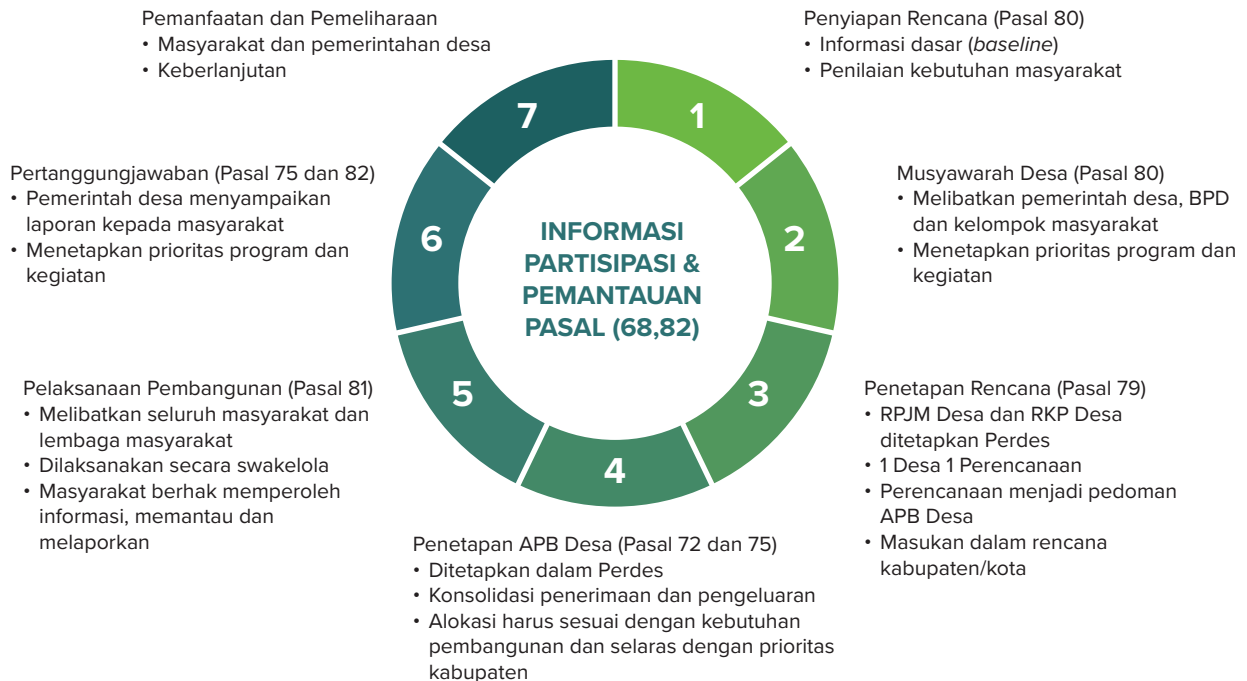 Penyiapan Rencana (Pasal 80)
• Informasi dasar (baseline)
• Penilaian kebutuhan masyarakat
1
Musyawarah Desa (Pasal 80)
• Melibatkan pemerintah desa, BPD
dan kelompok masyarakat
• Menetapkan prioritas program dan
kegiatan
2
Penetapan Rencana (Pasal 79)
• RPJM Desa dan RKP Desa
ditetapkan Perdes
• 1 Desa 1 Perencanaan
• Perencanaan menjadi pedoman
APB Desa
• Masukan dalam rencana
kabupaten/kota
3
Penetapan APB Desa (Pasal 72 dan 75)
• Ditetapkan dalam Perdes
• Konsolidasi penerimaan dan pengeluaran
• Alokasi harus sesuai dengan kebutuhan
pembangunan dan selaras dengan prioritas
kabupaten
4
Pelaksanaan Pembangunan (Pasal 81)
• Melibatkan seluruh masyarakat dan
lembaga masyarakat
• Dilaksanakan secara swakelola
• Masyarakat berhak memperoleh
informasi, memantau dan
melaporkan
5
Pertanggungjawaban (Pasal 75 dan 82)
• Pemerintah desa menyampaikan
laporan kepada masyarakat
• Menetapkan prioritas program dan
kegiatan
6
Pemanfaatan dan Pemeliharaan
• Masyarakat dan pemerintahan desa
• Keberlanjutan
7
INFORMASI
PARTISIPASI &
PEMANTAUAN
PASAL (68,82)